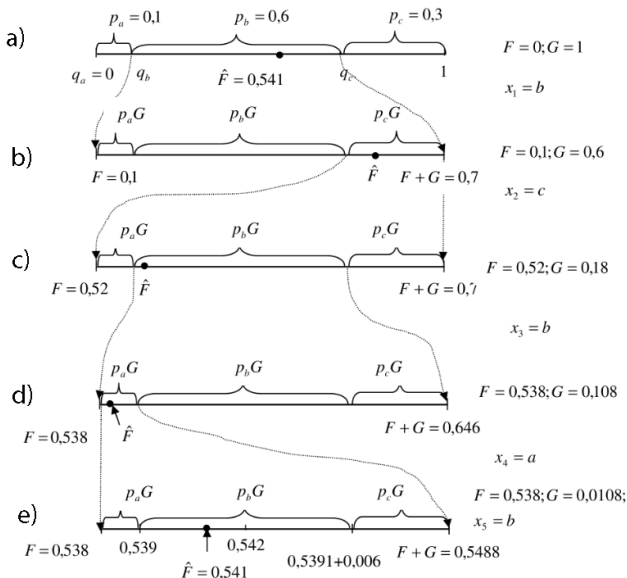 a)
p_a = 0,1
p_b = 0,6
p_c = 0,3
q_a = 0
q_b
F̂ = 0,541
q_c
1
F = 0; G = 1
x_1 = b
b)
p_aG
p_bG
p_cG
F = 0,1
F̂
F + G = 0,7
F = 0,1; G = 0,6
x_2 = c
c)
p_aG
p_bG
p_cG
F = 0,52
F̂
F + G = 0,7
F = 0,52; G = 0,18
x_3 = b
d)
p_aG
p_bG
p_cG
F = 0,538
F̂
F + G = 0,646
F = 0,538; G = 0,108
x_4 = a
e)
p_aG
p_bG
p_cG
F = 0,538
0,539
F̂ = 0,541
0,542
0,5391+0,006
F + G = 0,5488
F = 0,538; G = 0,0108;
x_5 = b